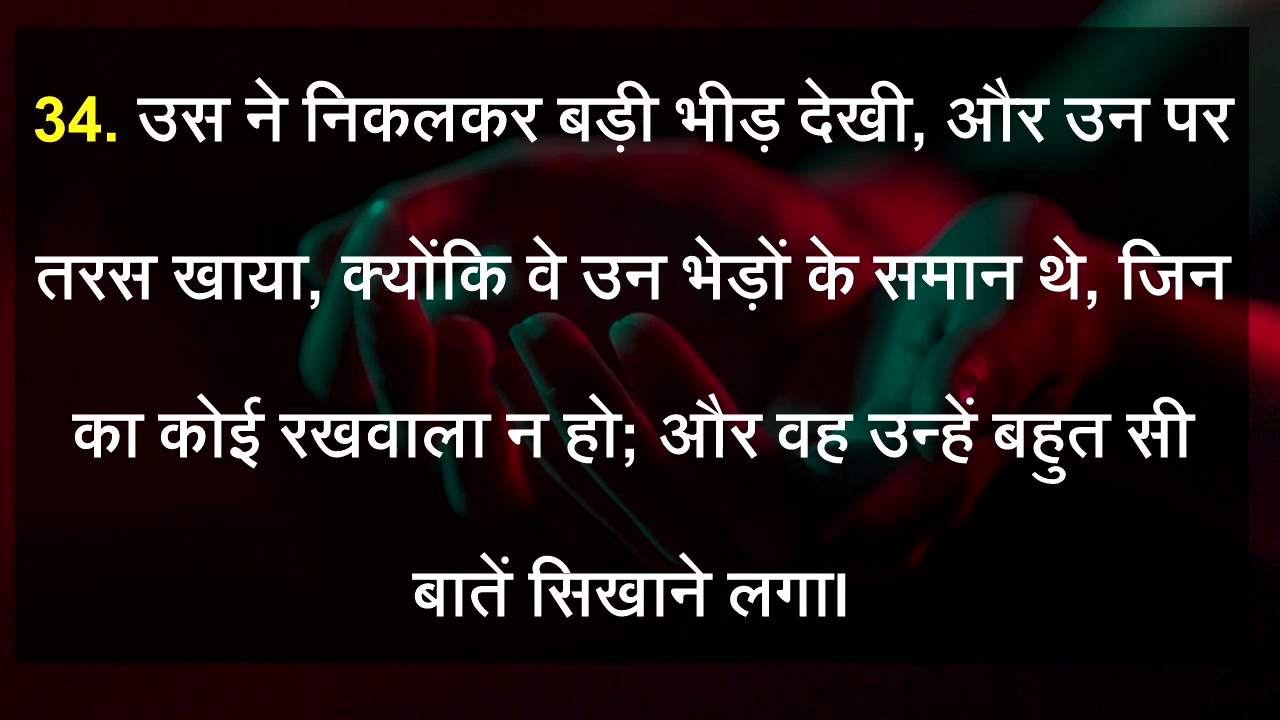 34. उस ने निकलकर बड़ी भीड़ देखी, और उन पर
तरस खाया, क्योंकि वे उन भेड़ों के समान थे, जिन
का कोई रखवाला न हो; और वह उन्हें बहुत सी
बातें सिखाने लगा।